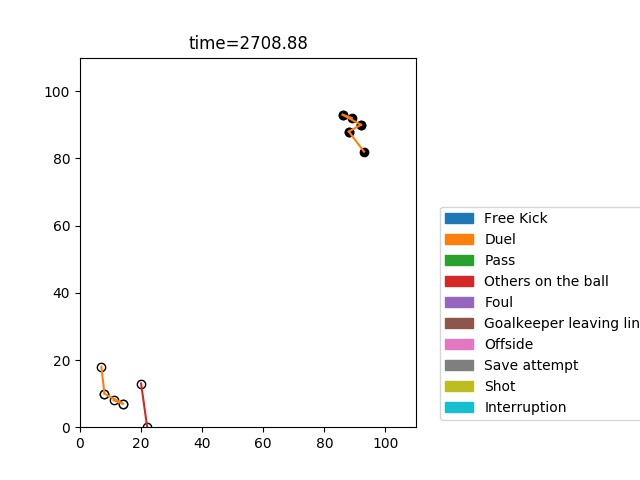 time=2708.88
100
80
60
40
20
0
0 20 40 60 80 100
Free Kick
Duel
Pass
Others on the ball
Foul
Goalkeeper leaving lin
Offside
Save attempt
Shot
Interruption